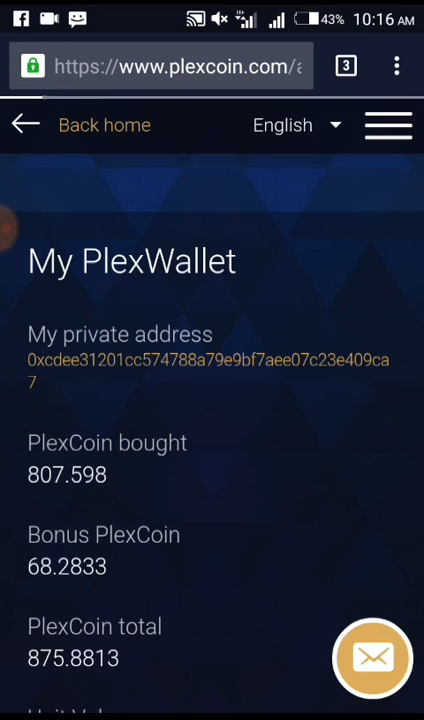 43% 10:16 AM
https://www.plexcoin.com/a
3
Back home English
My PlexWallet
My private address
0xcdee31201cc574788a79e9bf7aee07c23e409ca
7
PlexCoin bought
807.598
Bonus PlexCoin
68.2833
PlexCoin total
875.8813